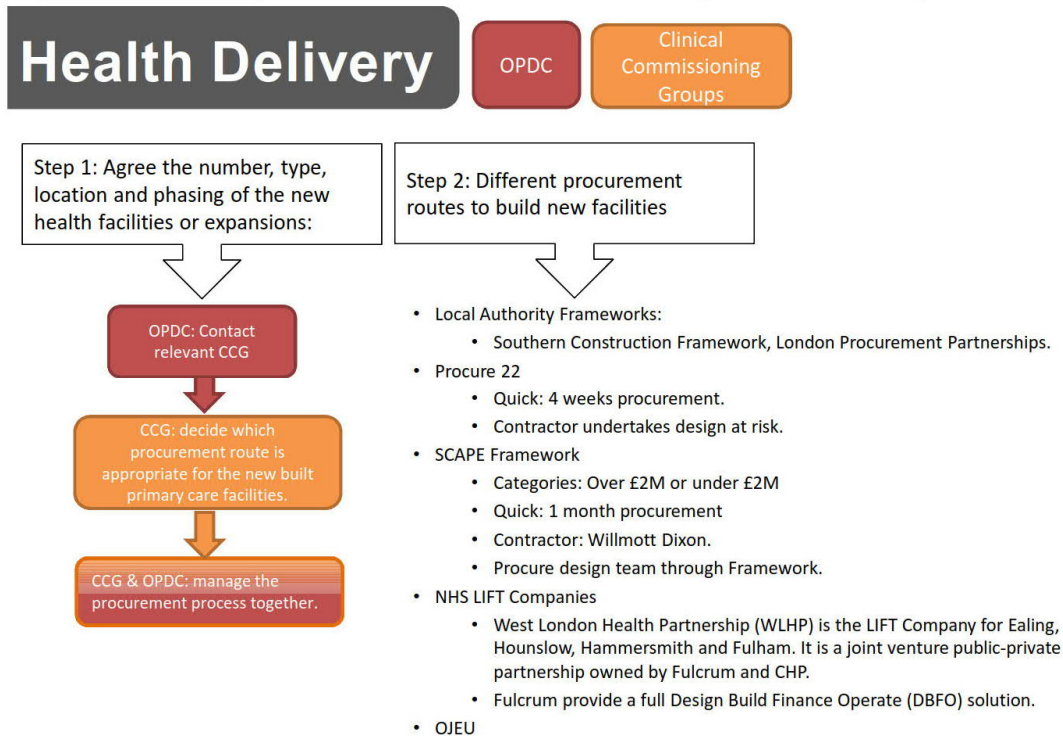 Health Delivery
OPDC
Clinical
Commissioning
Groups
Step 1: Agree the number, type,
location and phasing of the new
health facilities or expansions:
OPDC: Contact
relevant CCG
CCG: decide which
procurement route is
appropriate for the new built
primary care facilities.
CCG & OPDC: manage the
procurement process together.
Step 2: Different procurement
routes to build new facilities
• Local Authority Frameworks:
• Southern Construction Framework, London Procurement Partnerships.
• Procure 22
• Quick: 4 weeks procurement.
• Contractor undertakes design at risk.
• SCAPE Framework
• Categories: Over £2M or under £2M
• Quick: 1 month procurement
• Contractor: Willmott Dixon.
• Procure design team through Framework.
• NHS LIFT Companies
• West London Health Partnership (WLHP) is the LIFT Company for Ealing,
Hounslow, Hammersmith and Fulham. It is a joint venture public-private
partnership owned by Fulcrum and CHP.
• Fulcrum provide a full Design Build Finance Operate (DBFO) solution.
• OJEU